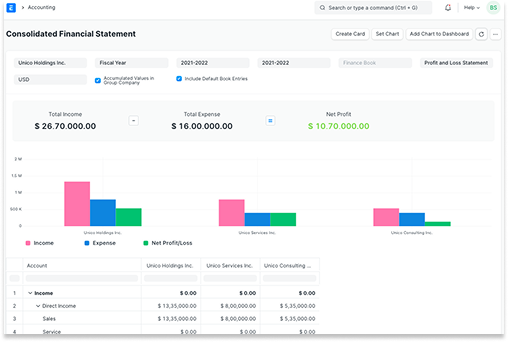 E > Accounting Search or type a command (Ctrl + G) Help BS
Consolidated Financial Statement Create Card Set Chart Add Chart to Dashboard ...
Unico Holdings Inc. Fiscal Year 2021-2022 2021-2022 Finance Book Profit and Loss Statement
USD Accumulated Values in Group Company Include Default Book Entries
Total Income Total Expense Net Profit
$ 26.70.000.00 - $ 16.00.000.00 = $ 10.70.000.00
2 M
1.5 M
1 M
500 K
0
Unico Holdings Inc. Unico Services Inc. Unico Consulting Inc.
Income Expense Net Profit/Loss
Account Unico Holdings Inc. Unico Services Inc. Unico Consulting ...
1 Income $ 0.00 $ 0.00 $ 0.00
2 Direct Income $ 13,35,000.00 $ 8,00,000.00 $ 5,35,000.00
3 Sales $ 13,35,000.00 $ 8,00,000.00 $ 5,35,000.00
4 Service $ 0.00 $ 0.00 $ 0.00